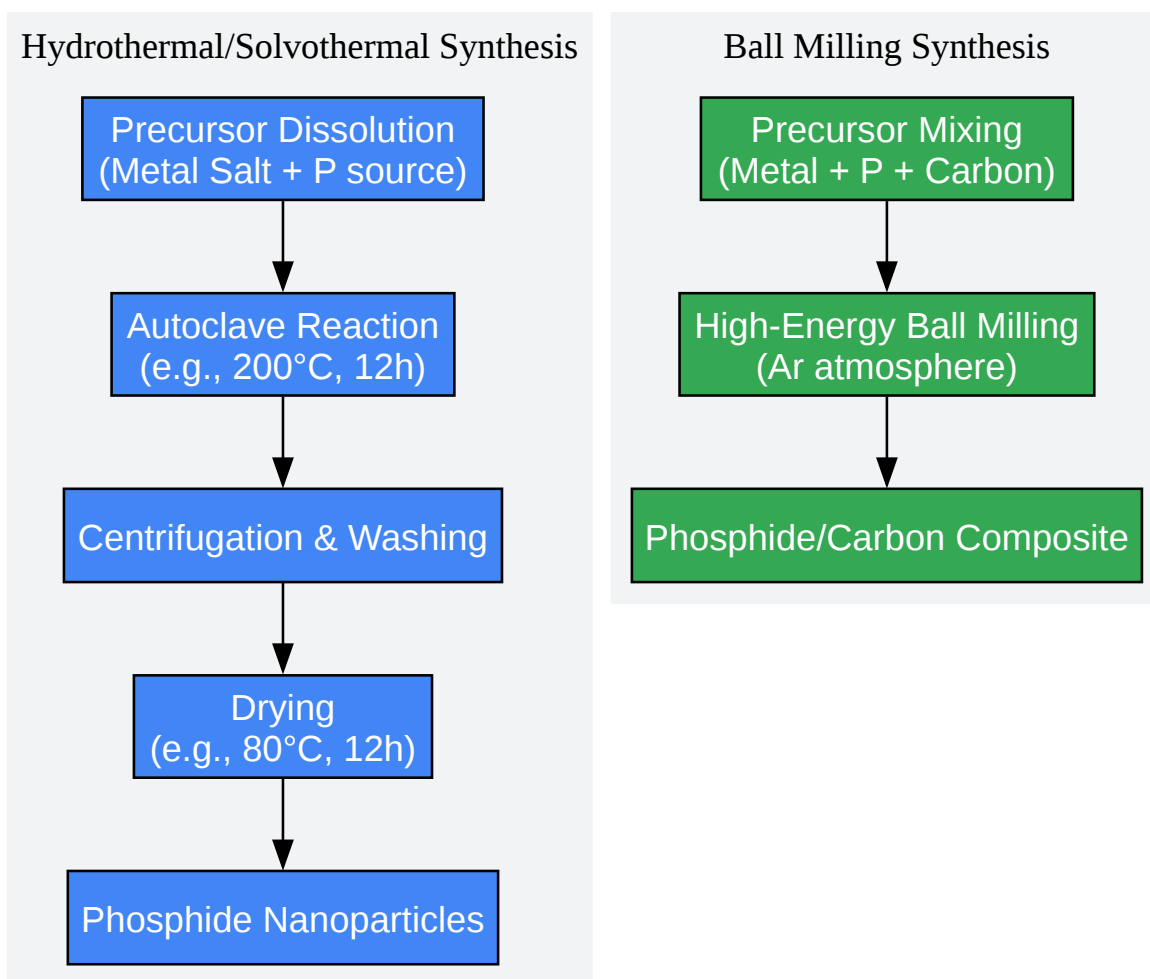 Hydrothermal/Solvothermal Synthesis
Precursor Dissolution
(Metal Salt + P source)
Autoclave Reaction
(e.g., 200°C, 12h)
Centrifugation & Washing
Drying
(e.g., 80°C, 12h)
Phosphide Nanoparticles
Ball Milling Synthesis
Precursor Mixing
(Metal + P + Carbon)
High-Energy Ball Milling
(Ar atmosphere)
Phosphide/Carbon Composite